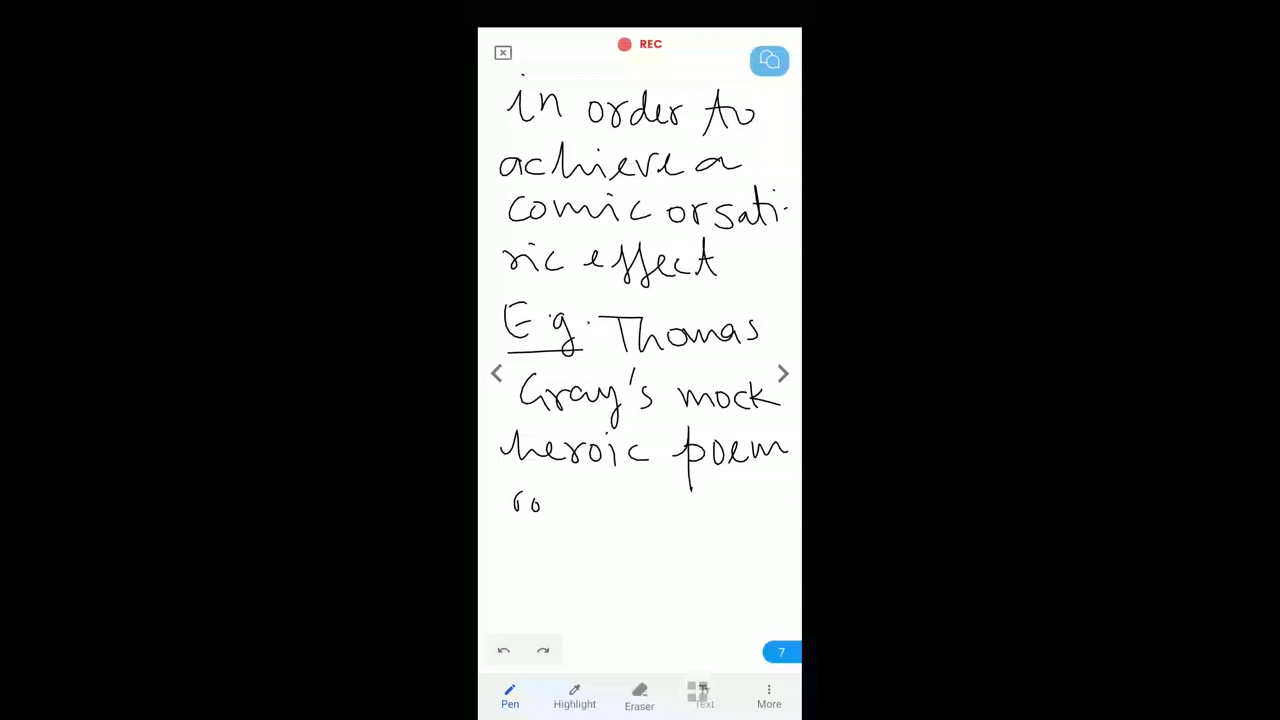 REC
in order to
achieve a
comic or sati-
ric effect
E.g. Thomas
Gray's mock
heroic poem
“
7
Pen Highlight Eraser Text More